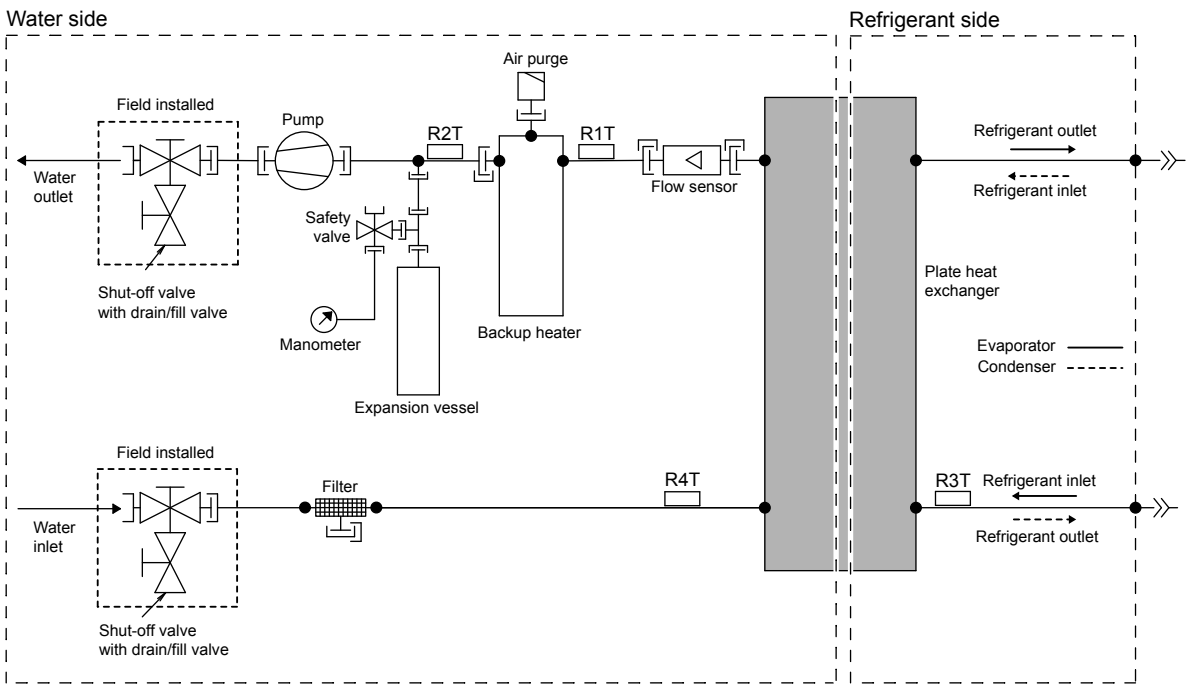 Water side
Refrigerant side
Air purge
Field installed
Pump
R2T
R1T
Refrigerant outlet
Water
outlet
Flow sensor
Refrigerant inlet
Safety
valve
Plate heat
exchanger
Shut-off valve
with drain/fill valve
Manometer
Backup heater
Evaporator
Condenser
Expansion vessel
Field installed
Filter
R4T
R3T
Refrigerant inlet
Water
inlet
Refrigerant outlet
Shut-off valve
with drain/fill valve